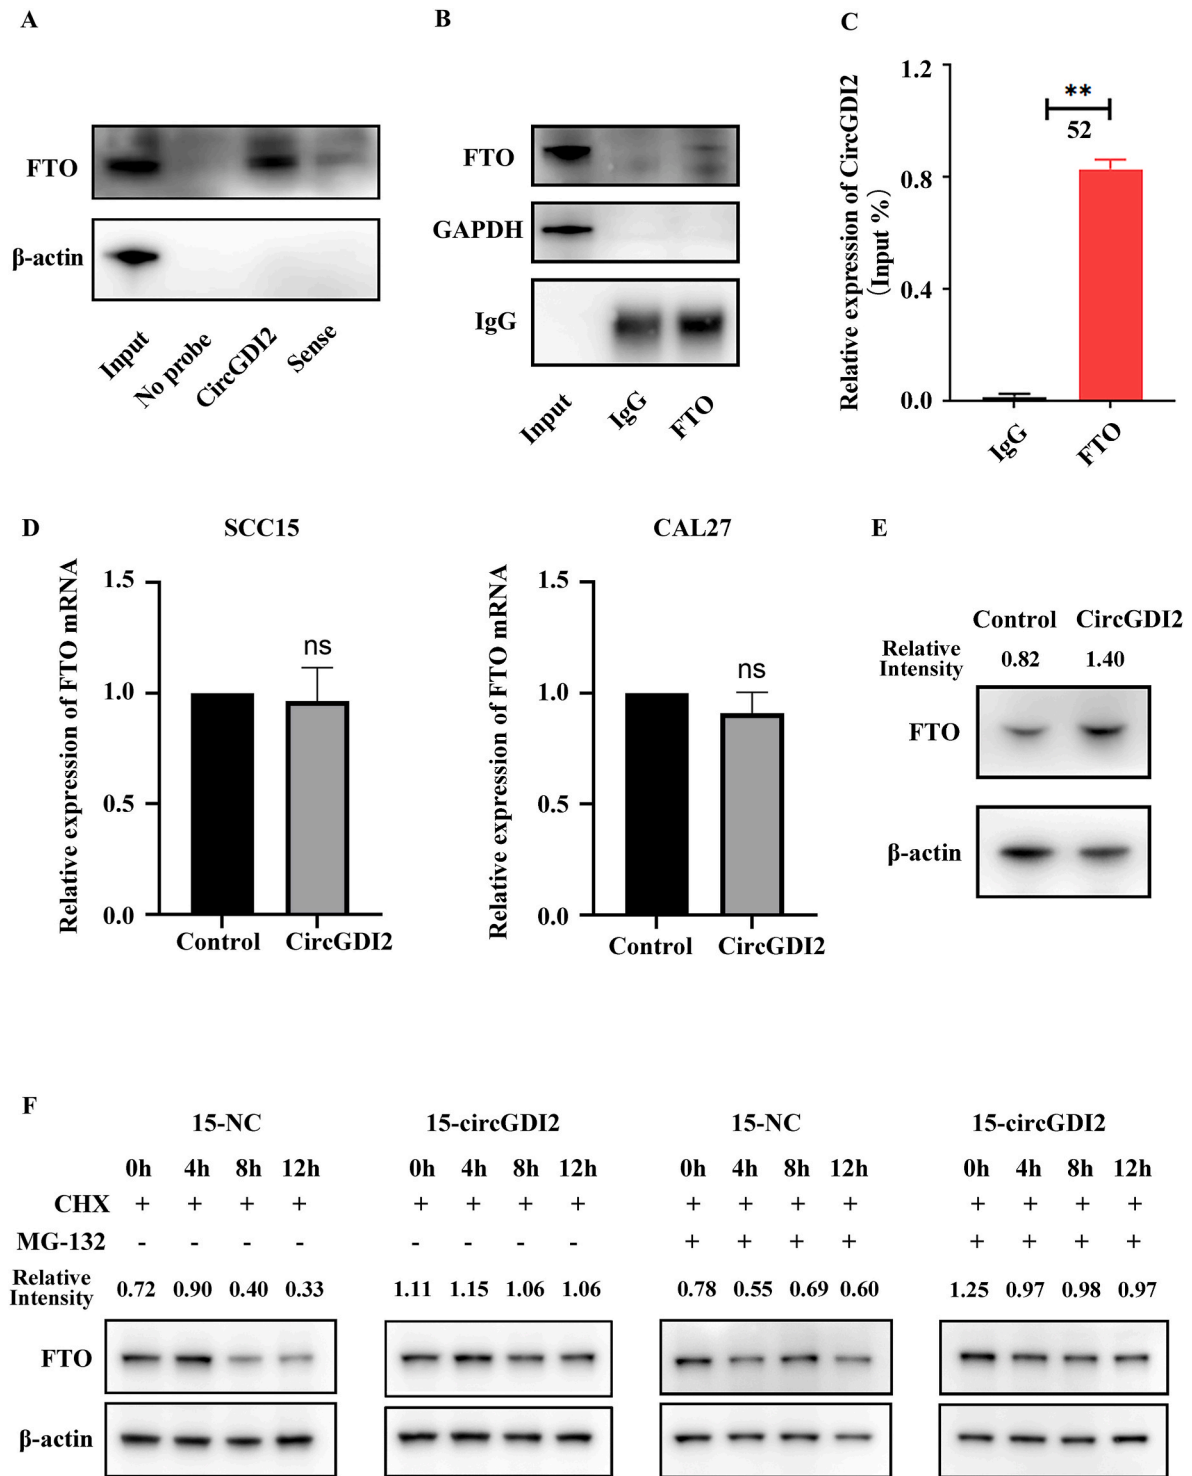 A
FTO
β-actin
Input
No probe
CircGDI2
Sense
B
FTO
GAPDH
IgG
Input
IgG
FTO
C
Relative expression of CircGDI2
(Input %)
1.2
0.8
0.4
0.0
**
52
IgG
FTO
D
SCC15
Relative expression of FTO mRNA
1.5
1.0
0.5
0.0
ns
Control
CircGDI2
CAL27
Relative expression of FTO mRNA
1.5
1.0
0.5
0.0
ns
Control
CircGDI2
E
Control CircGDI2
Relative
Intensity
0.82 1.40
FTO
β-actin
F
15-NC 15-circGDI2 15-NC 15-circGDI2
0h 4h 8h 12h 0h 4h 8h 12h 0h 4h 8h 12h 0h 4h 8h 12h
CHX + + + + + + + + + + + + + + + +
MG-132 - - - - - - - - + + + + + + + +
Relative
Intensity
0.72 0.90 0.40 0.33 1.11 1.15 1.06 1.06 0.78 0.55 0.69 0.60 1.25 0.97 0.98 0.97
FTO
β-actin